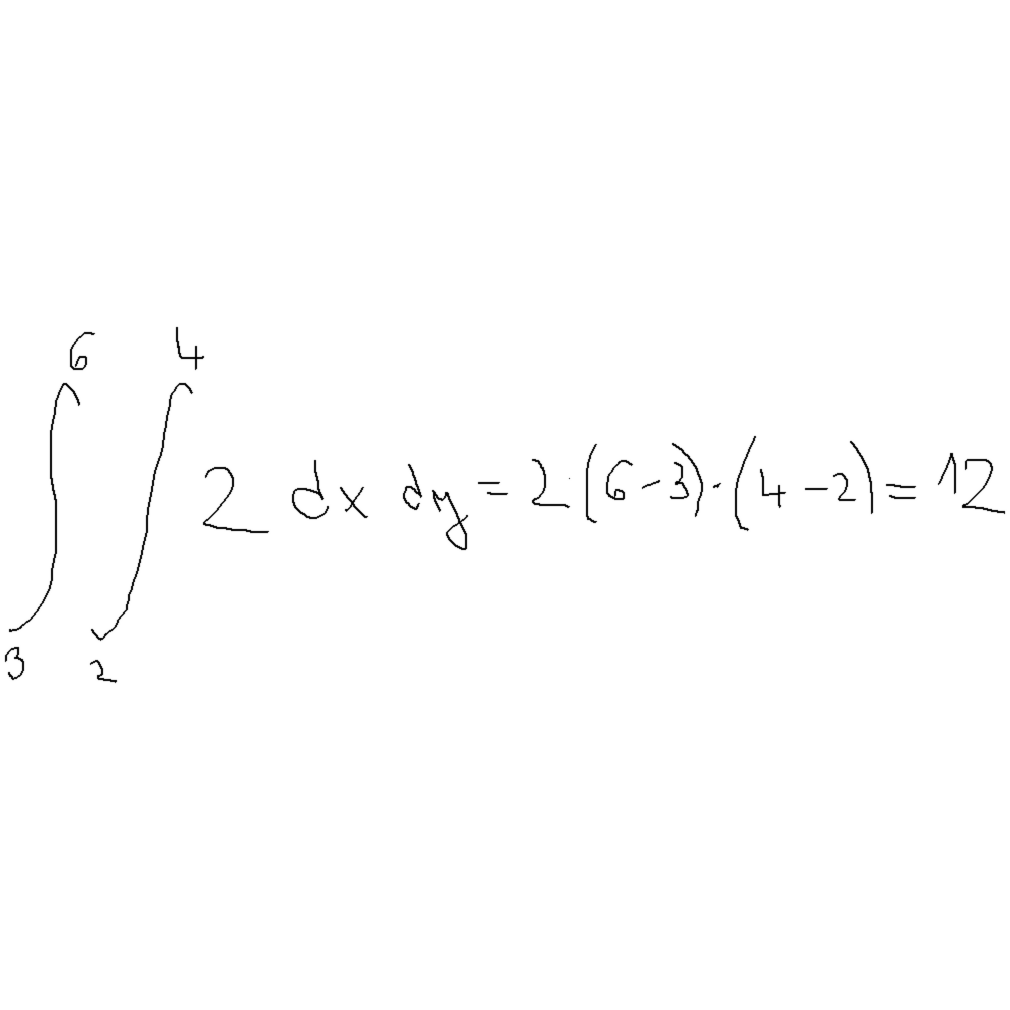 ∫₃⁶ ∫₂⁴ 2 dx dy = 2·(6-3)·(4-2) = 12